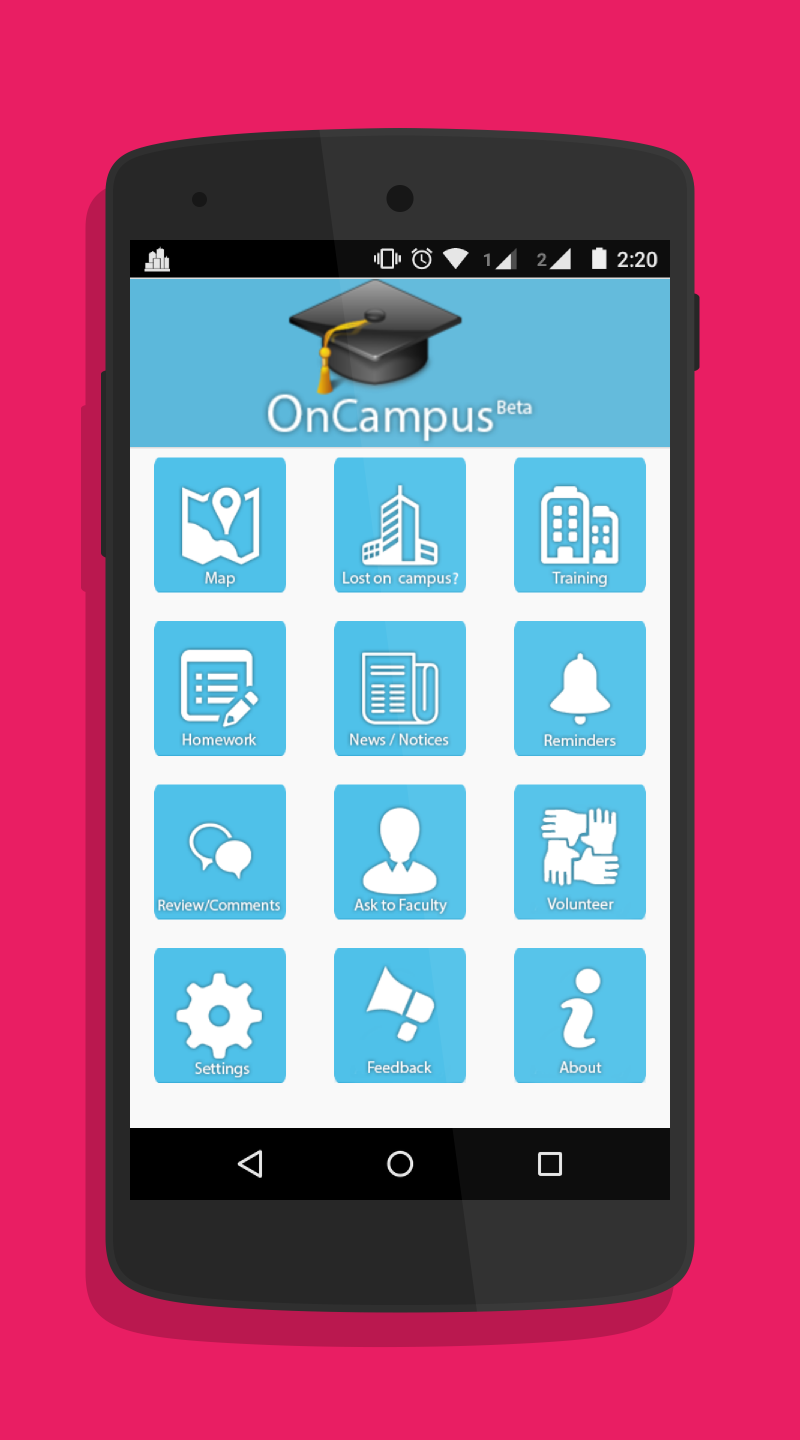 1 2 2:20
OnCampus Beta
Map
Lost on campus?
Training
Homework
News / Notices
Reminders
Review/Comments
Ask to Faculty
Volunteer
Settings
Feedback
About